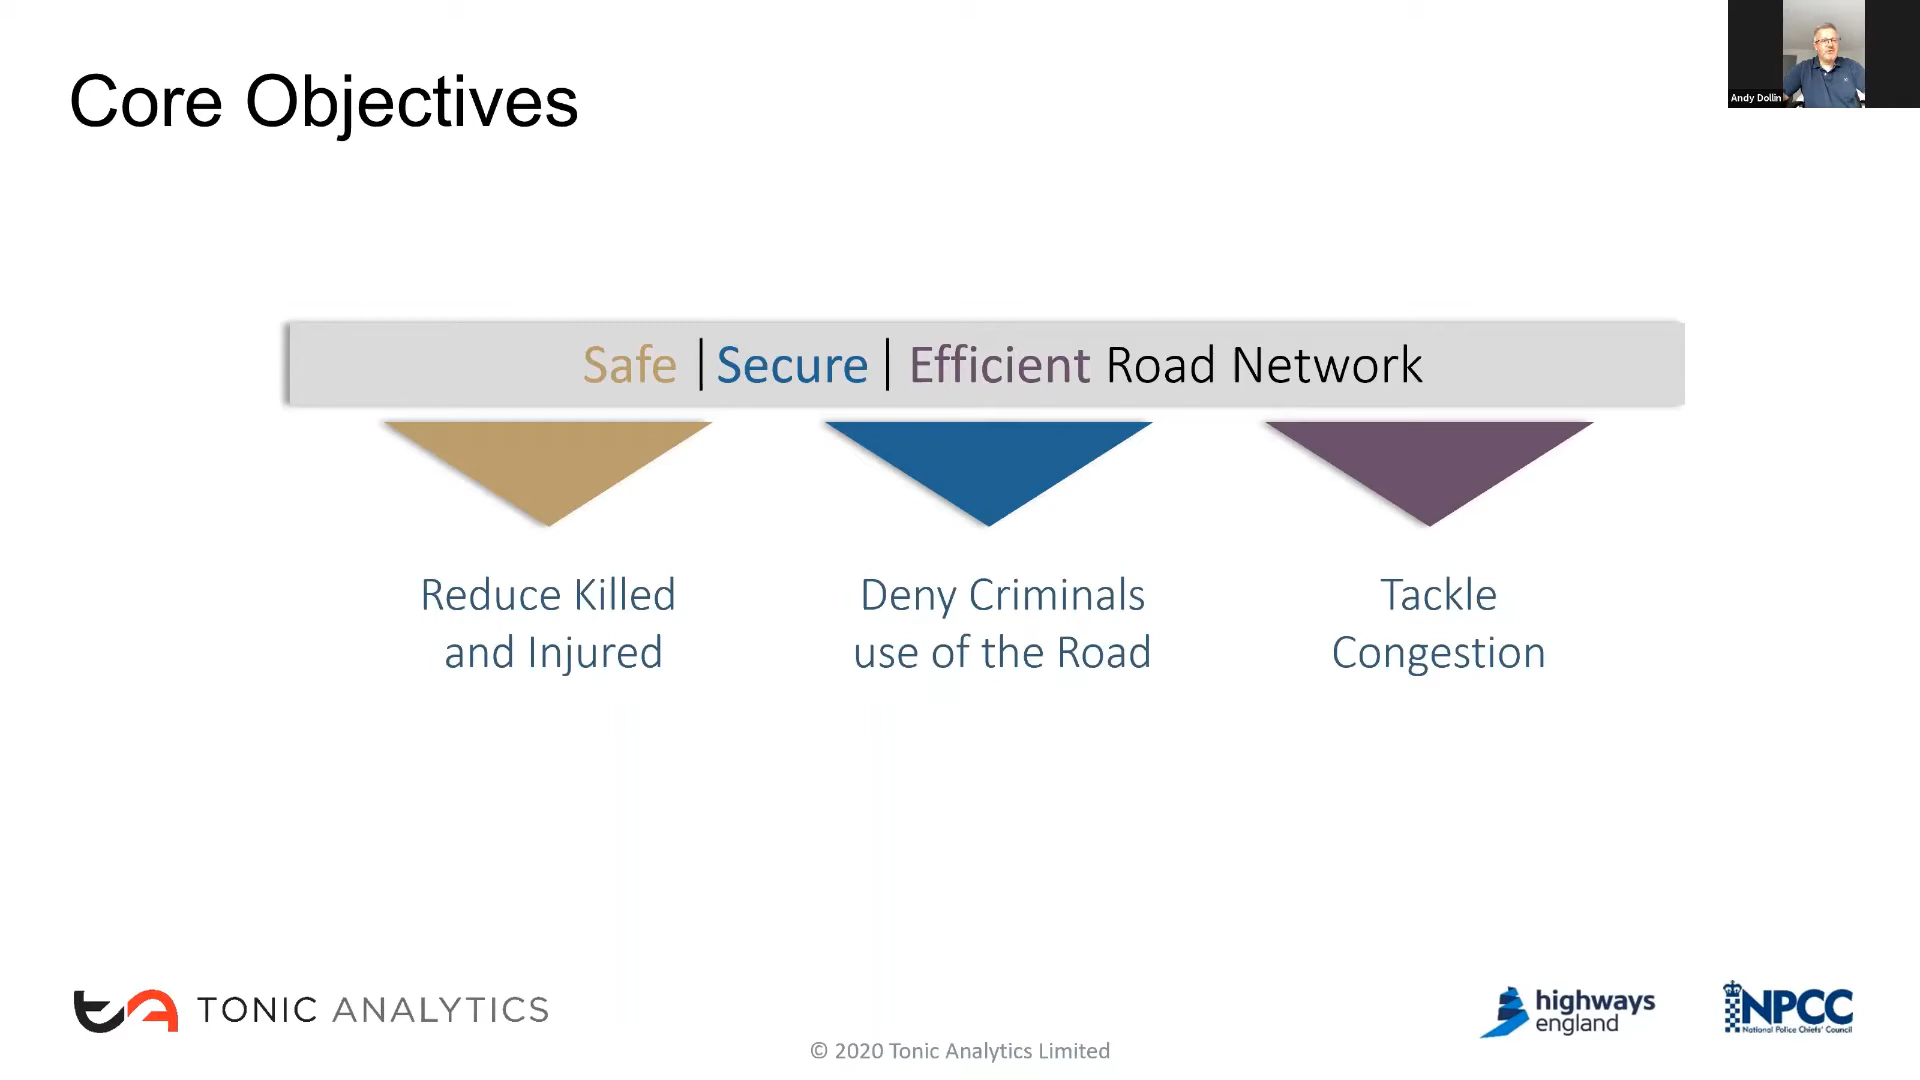 Core Objectives
Andy Dollin
Safe | Secure | Efficient Road Network
Reduce Killed
and Injured
Deny Criminals
use of the Road
Tackle
Congestion
TONIC ANALYTICS
highways
england
NPCC
National Police Chiefs' Council
© 2020 Tonic Analytics Limited